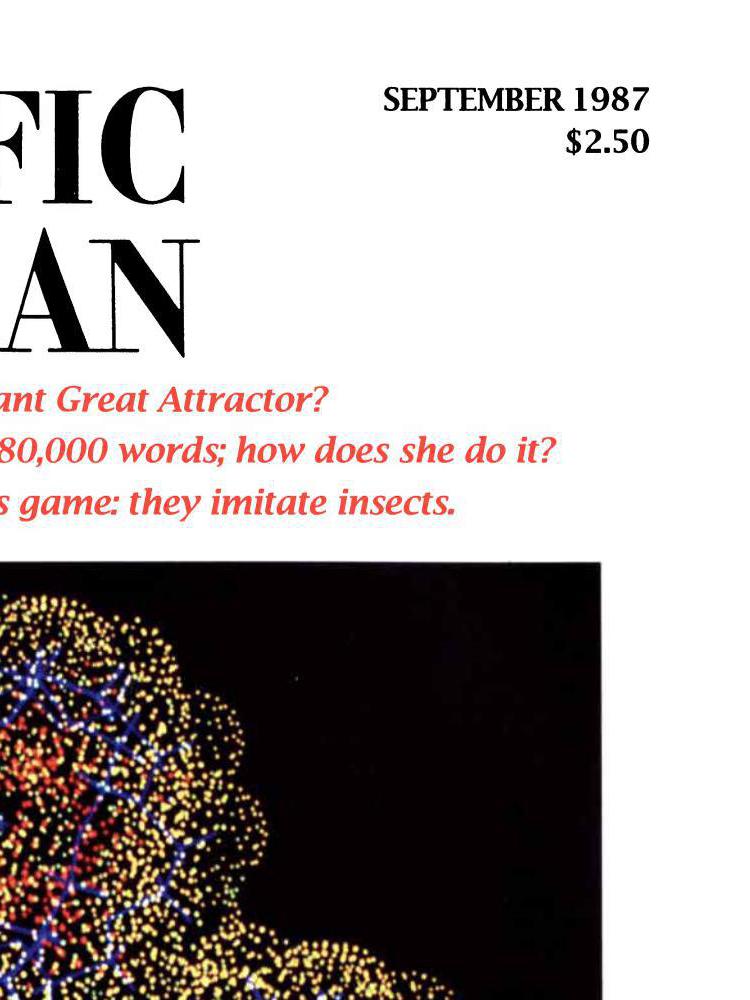 FIC
SEPTEMBER 1987
$2.50
AN
ant Great Attractor?
80,000 words; how does she do it?
s game: they imitate insects.